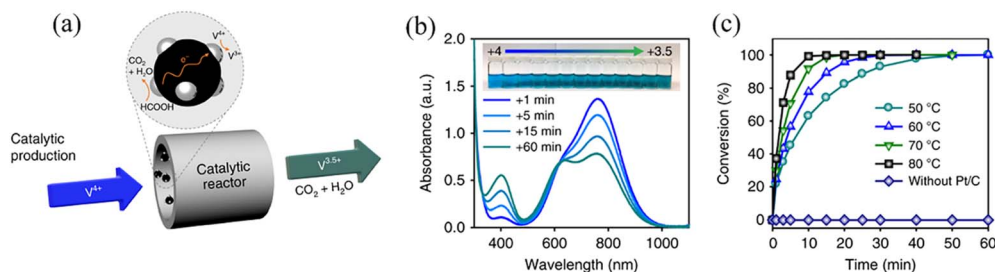 (a)
V⁴⁺
V³⁺
e⁻
CO₂
+ H₂O
HCOOH
Catalytic
production
V⁴⁺
Catalytic
reactor
V³·⁵⁺
CO₂ + H₂O
(b)
Absorbance (a.u.)
2.0
1.5
1.0
0.5
0.0
+4
+3.5
+1 min
+5 min
+15 min
+60 min
400
600
800
1000
Wavelength (nm)
(c)
Conversion (%)
100
80
60
40
20
0
50 °C
60 °C
70 °C
80 °C
Without Pt/C
0
10
20
30
40
50
60
Time (min)